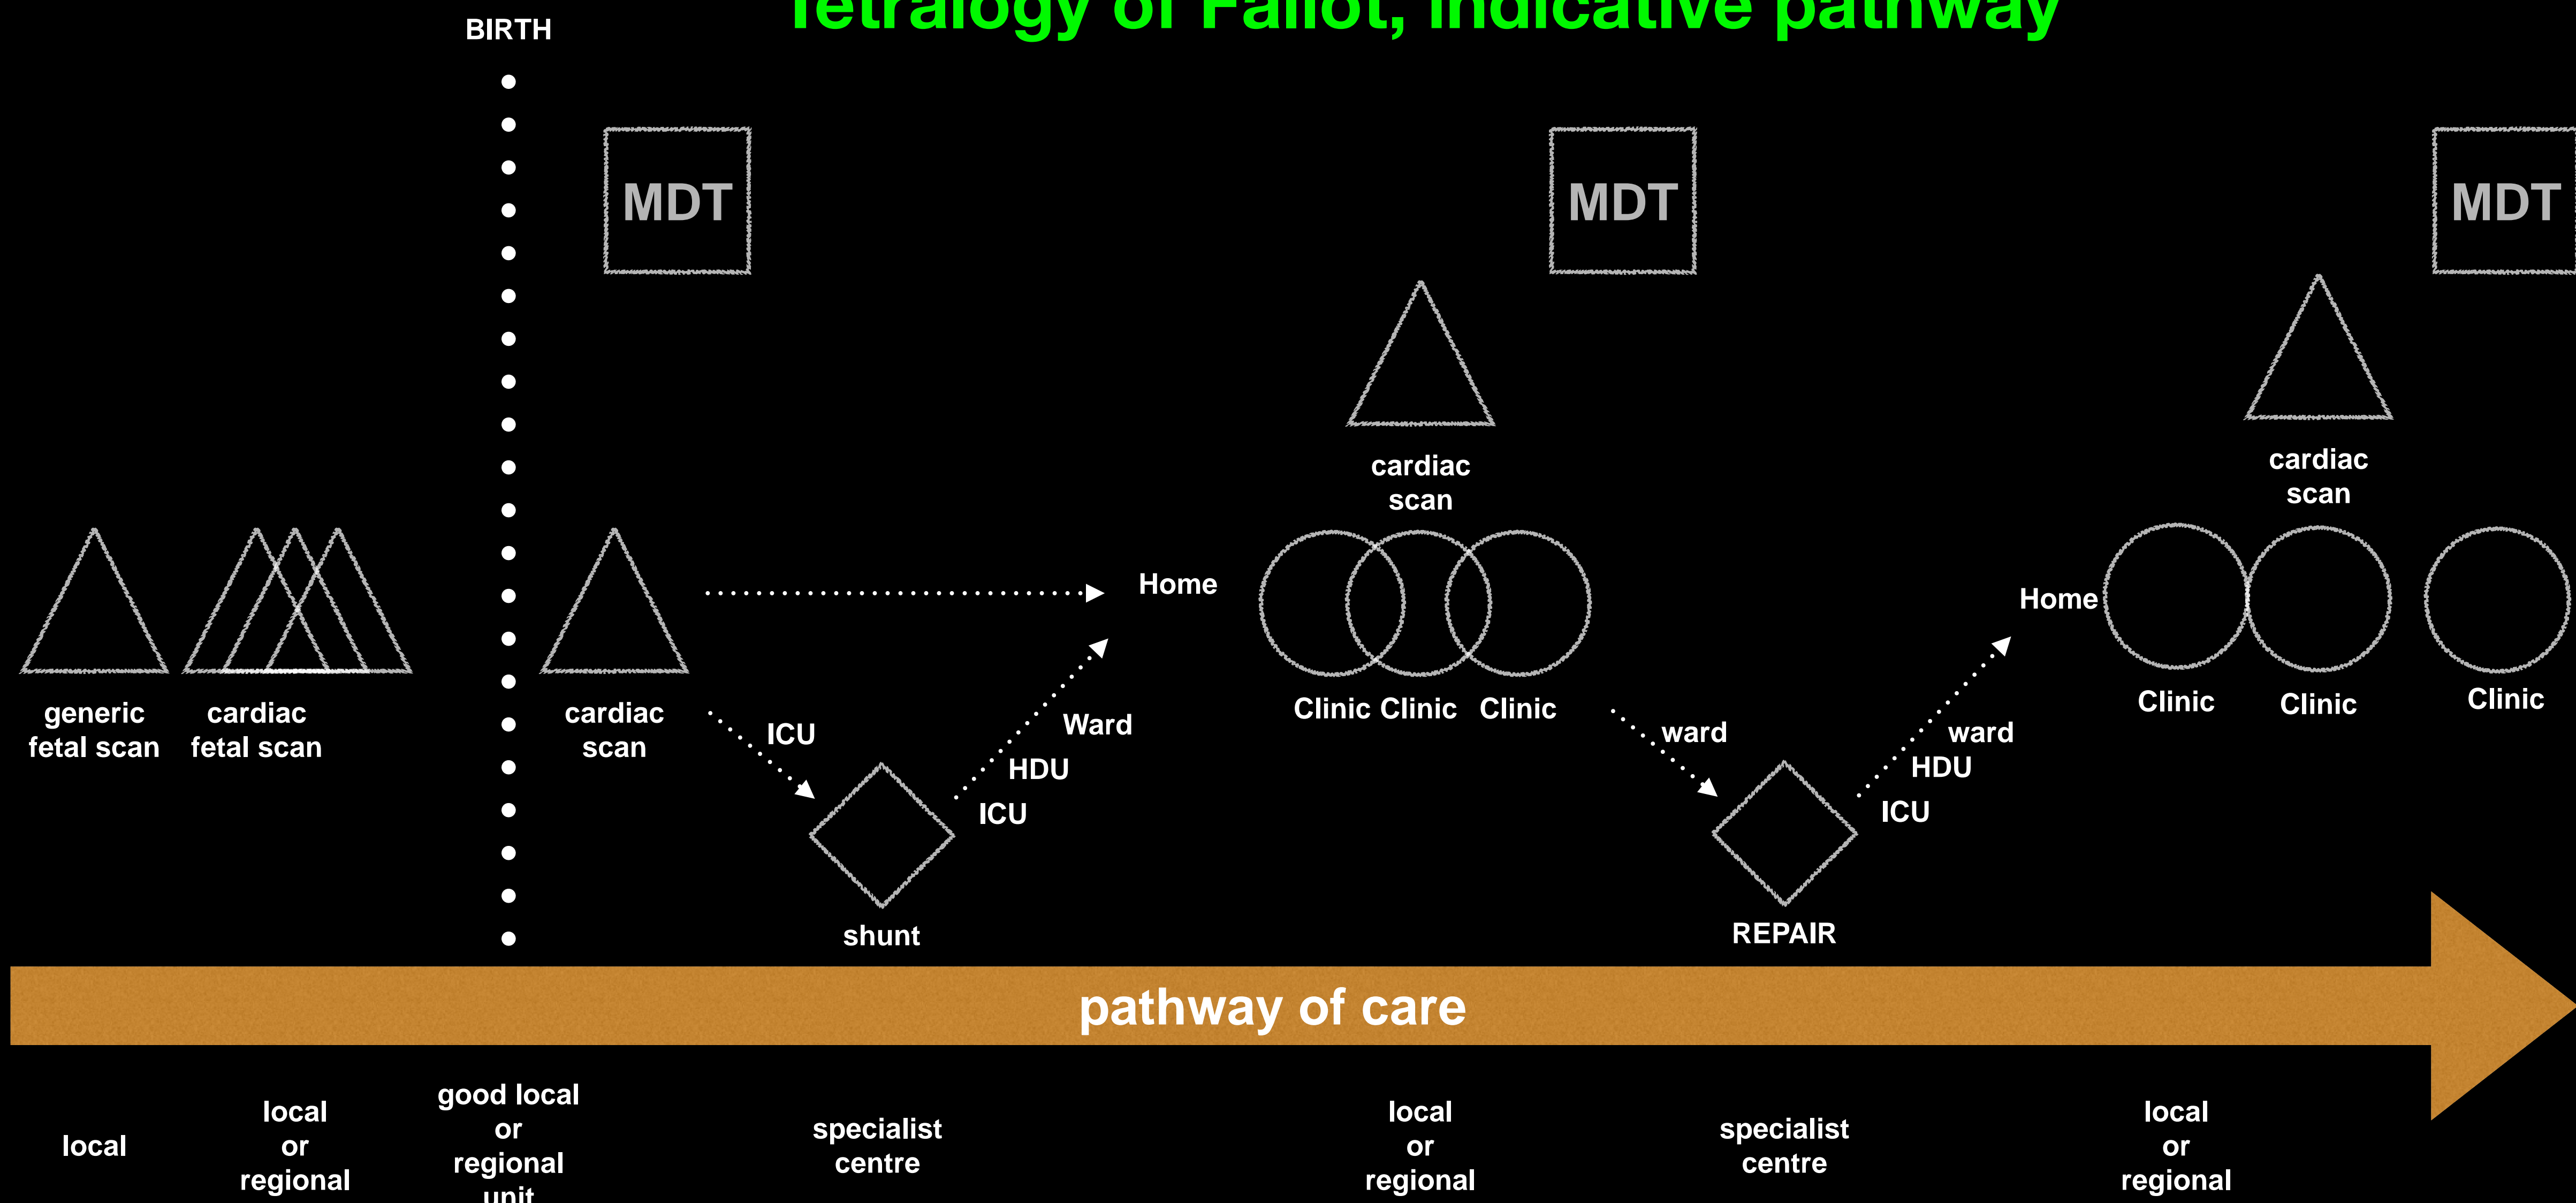 Tetralogy of Fallot, indicative pathway
BIRTH
MDT
MDT
MDT
cardiac
scan
cardiac
scan
Home
Home
generic
fetal scan
cardiac
fetal scan
cardiac
scan
ICU
Ward
HDU
ICU
shunt
Clinic
Clinic
Clinic
ward
ward
HDU
ICU
REPAIR
Clinic
Clinic
Clinic
pathway of care
local
local
or
regional
good local
or
regional
unit
specialist
centre
local
or
regional
specialist
centre
local
or
regional